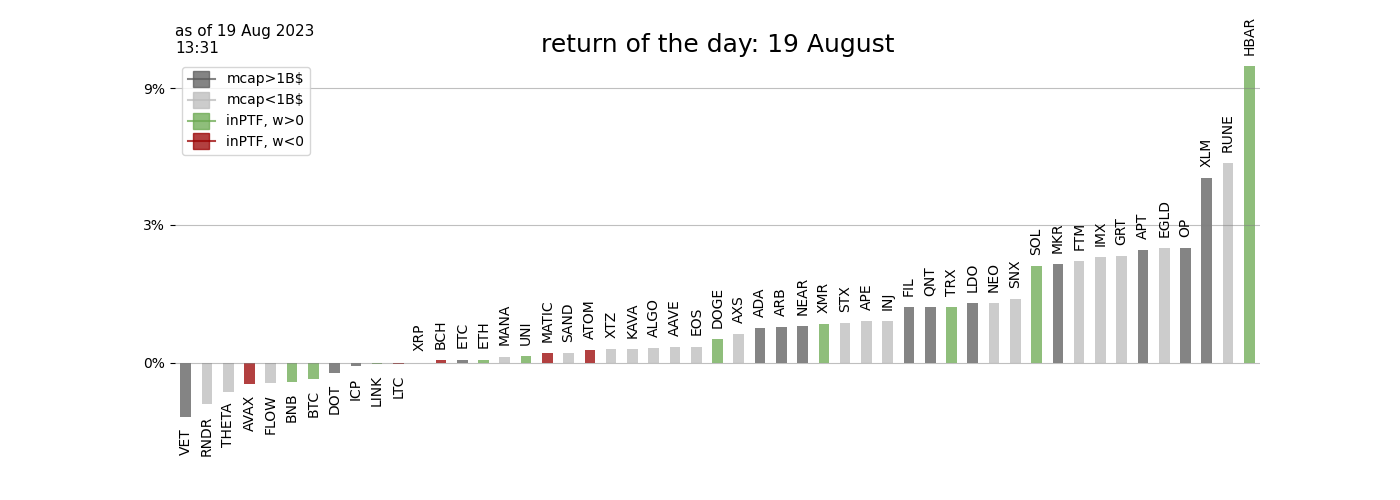 as of 19 Aug 2023
13:31
return of the day: 19 August
mcap>1B$
mcap<1B$
inPTF, w>0
inPTF, w<0
9%
3%
0%
VET
RNDR
THETA
AVAX
FLOW
BNB
BTC
DOT
ICP
LINK
LTC
XRP
BCH
ETC
ETH
MANA
UNI
MATIC
SAND
ATOM
XTZ
KAVA
ALGO
AAVE
EOS
DOGE
AXS
ADA
ARB
NEAR
XMR
STX
APE
INJ
FIL
QNT
TRX
LDO
NEO
SNX
SOL
MKR
FTM
IMX
GRT
APT
EGLD
OP
XLM
RUNE
HBAR